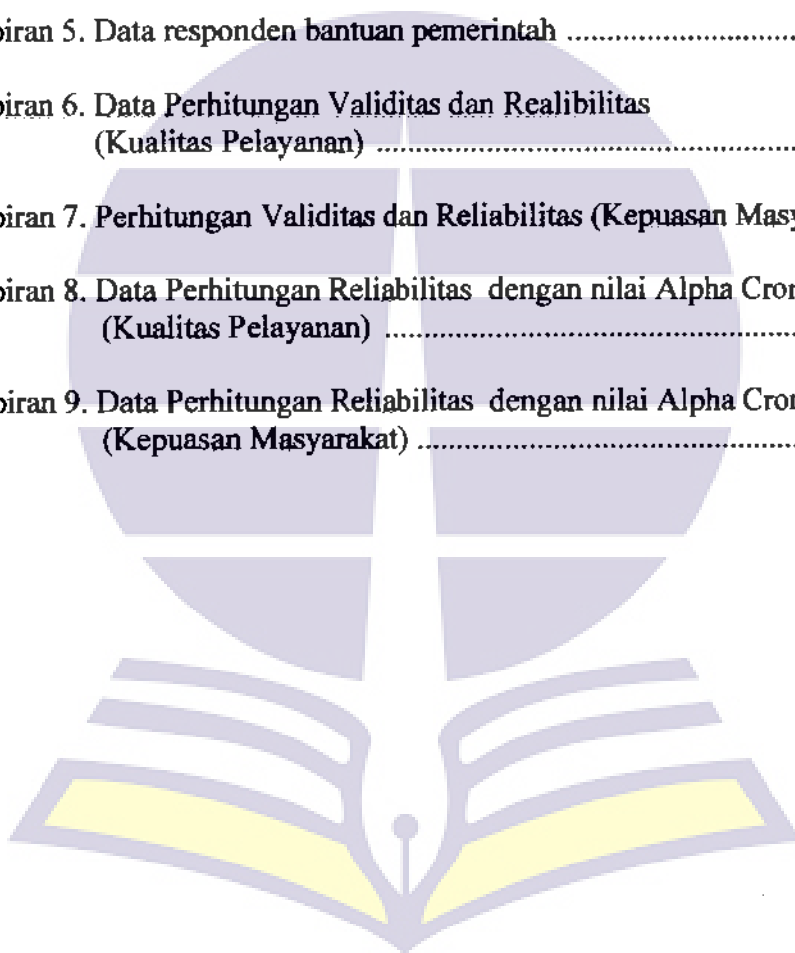 piran 5. Data responden bantuan pemerintah ............................
piran 6. Data Perhitungan Validitas dan Realibilitas
(Kualitas Pelayanan) ....................................................
piran 7. Perhitungan Validitas dan Reliabilitas (Kepuasan Masy
piran 8. Data Perhitungan Reliabilitas dengan nilai Alpha Cron
(Kualitas Pelayanan) ....................................................
piran 9. Data Perhitungan Reliabilitas dengan nilai Alpha Cron
(Kepuasan Masyarakat) ................................................